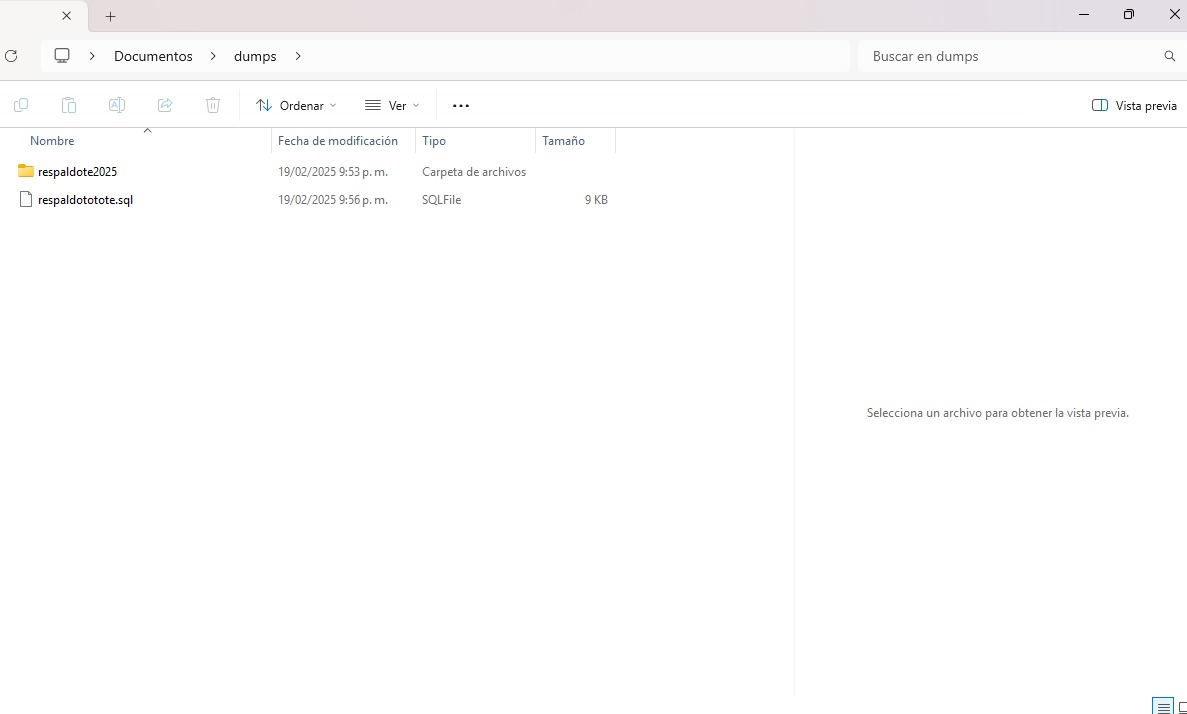 Documentos dumps
Buscar en dumps
Ordenar Ver Vista previa
Nombre Fecha de modificación Tipo Tamaño
respaldote2025 19/02/2025 9:53 p. m. Carpeta de archivos
respaldototote.sql 19/02/2025 9:56 p. m. SQLFile 9 KB
Selecciona un archivo para obtener la vista previa.